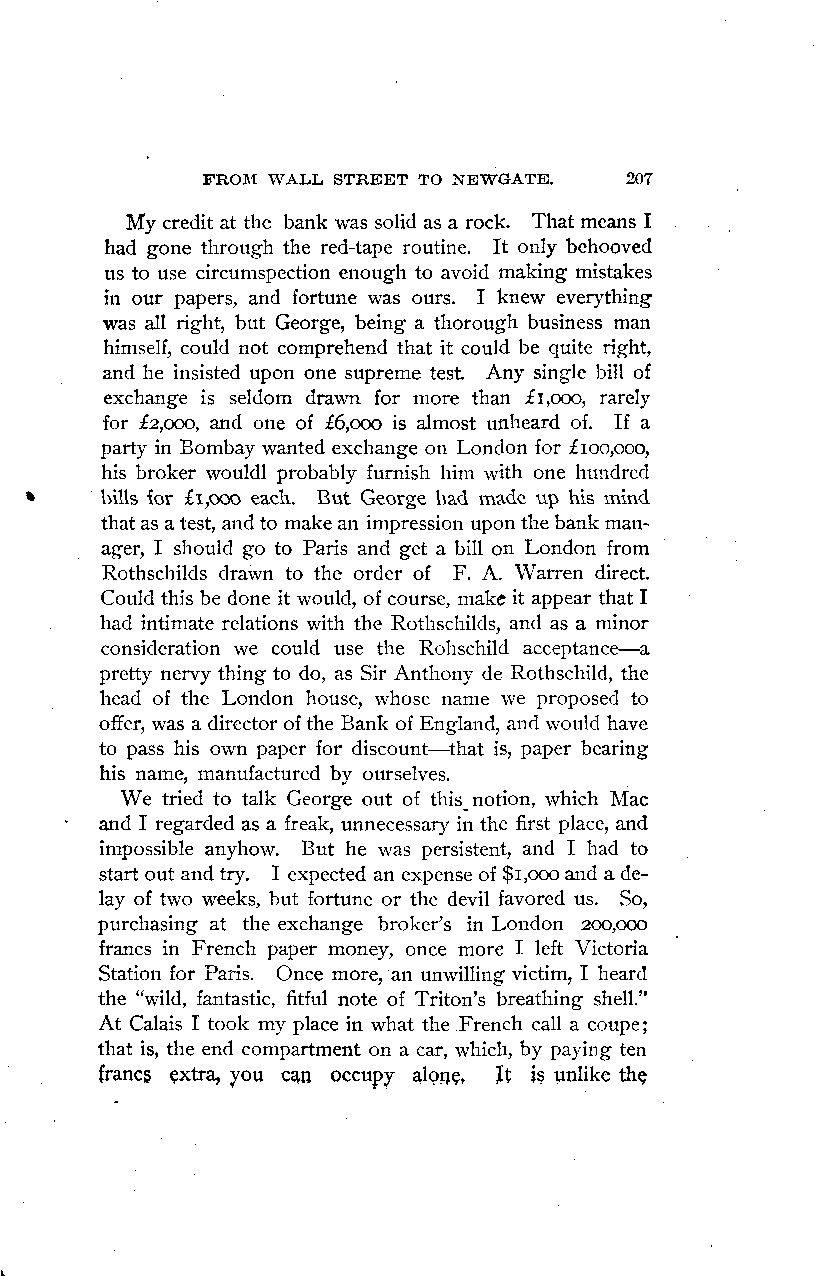 FROM WALL STREET TO NEWGATE. 207
My credit at the bank was solid as a rock. That means I
had gone through the red-tape routine. It only behooved
us to use circumspection enough to avoid making mistakes
in our papers, and fortune was ours. I knew everything
was all right, but George, being a thorough business man
himself, could not comprehend that it could be quite right,
and he insisted upon one supreme test. Any single bill of
exchange is seldom drawn for more than £1,000, rarely
for £2,000, and one of £6,000 is almost unheard of. If a
party in Bombay wanted exchange on London for £100,000,
his broker wouldl probably furnish him with one hundred
bills for £1,000 each. But George had made up his mind
that as a test, and to make an impression upon the bank man-
ager, I should go to Paris and get a bill on London from
Rothschilds drawn to the order of F. A. Warren direct.
Could this be done it would, of course, make it appear that I
had intimate relations with the Rothschilds, and as a minor
consideration we could use the Rohschild acceptance—a
pretty nervy thing to do, as Sir Anthony de Rothschild, the
head of the London house, whose name we proposed to
offer, was a director of the Bank of England, and would have
to pass his own paper for discount—that is, paper bearing
his name, manufactured by ourselves.
We tried to talk George out of this notion, which Mac
and I regarded as a freak, unnecessary in the first place, and
impossible anyhow. But he was persistent, and I had to
start out and try. I expected an expense of $1,000 and a de-
lay of two weeks, but fortune or the devil favored us. So,
purchasing at the exchange broker's in London 200,000
francs in French paper money, once more I left Victoria
Station for Paris. Once more, an unwilling victim, I heard
the "wild, fantastic, fitful note of Triton's breathing shell."
At Calais I took my place in what the French call a coupe;
that is, the end compartment on a car, which, by paying ten
francs extra, you can occupy alone. It is unlike the